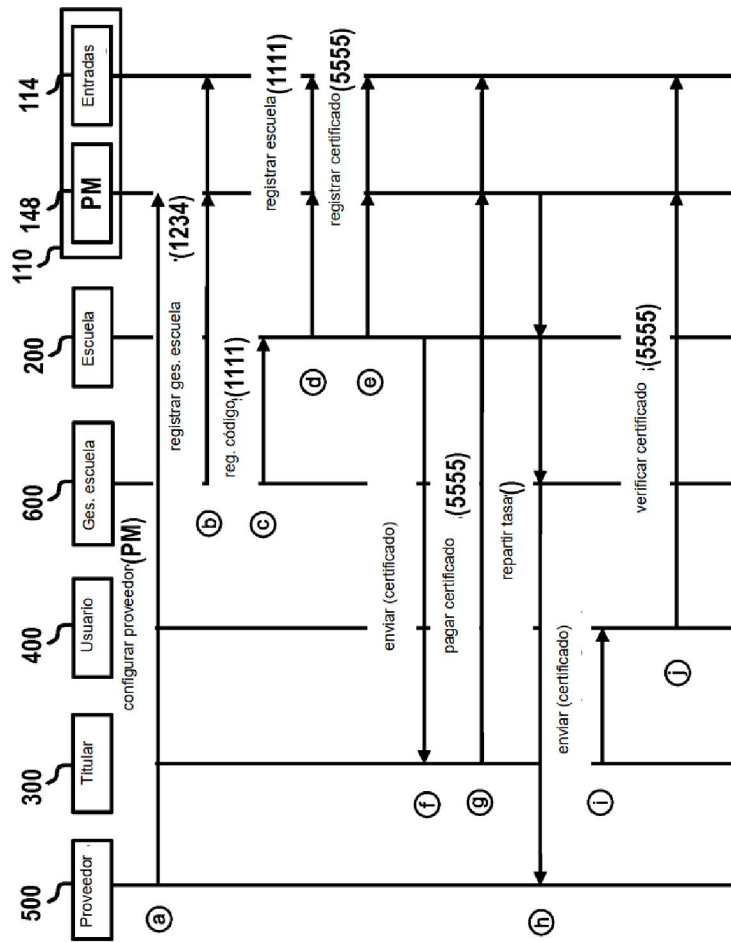 500
300
400
600
200
110
148
114
Proveedor
Titular
Usuario
Ges. escuela
Escuela
PM
Entradas
configurar proveedor(PM)
a
registrar ges. escuela (1234)
b
reg. código (1111)
c
registrar escuela (1111)
d
registrar certificado (5555)
e
enviar (certificado)
f
pagar certificado (5555)
g
repartir tasa()
h
enviar (certificado)
i
verificar certificado (5555)
j